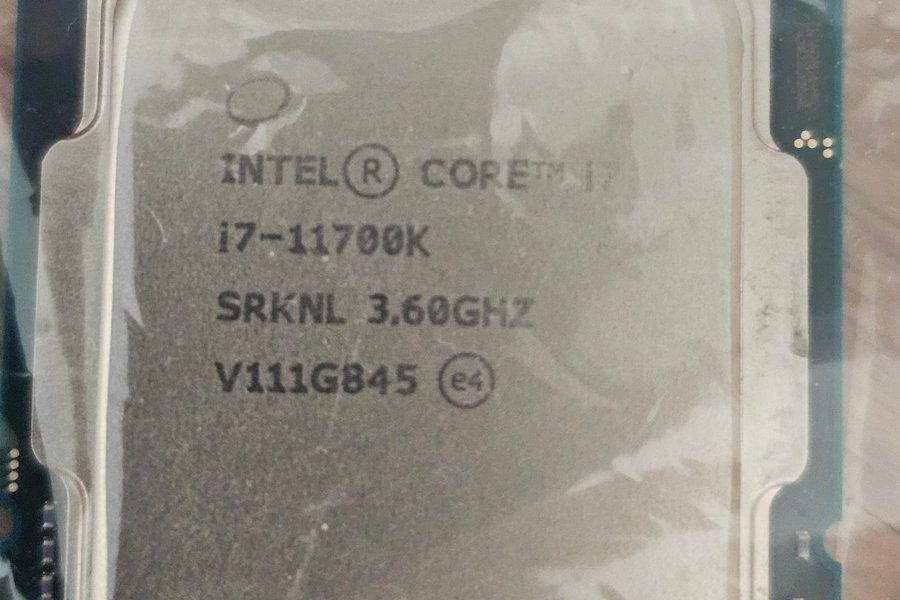 INTEL® CORE™ i7
i7-11700K
SRKNL 3.60GHZ
V111G845 e4